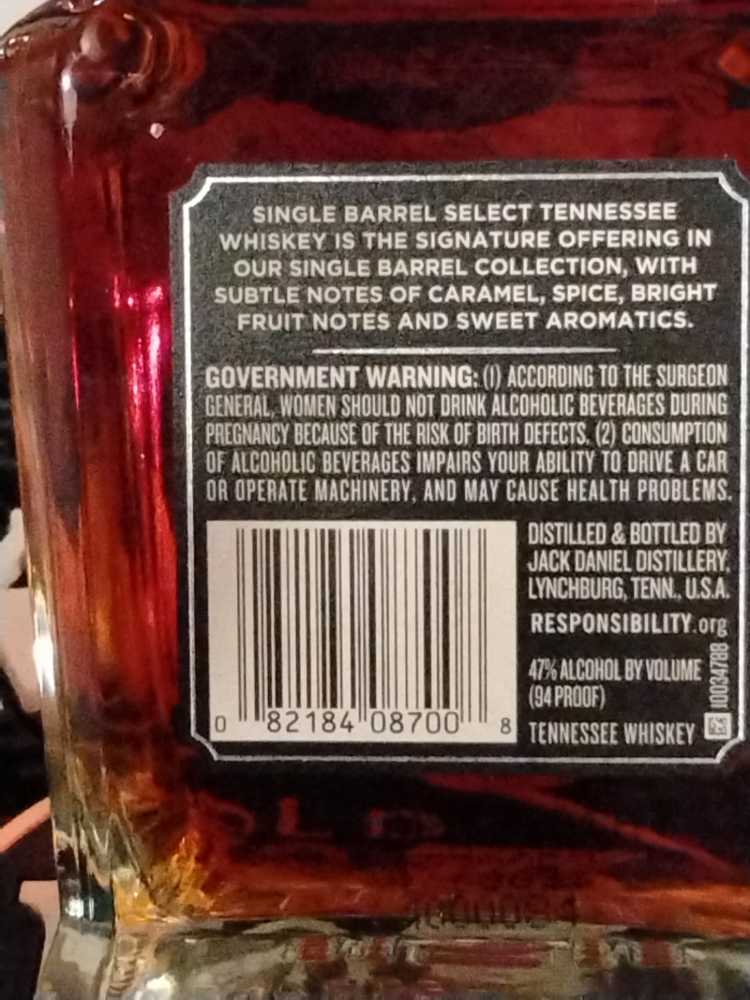 SINGLE BARREL SELECT TENNESSEE
WHISKEY IS THE SIGNATURE OFFERING IN
OUR SINGLE BARREL COLLECTION, WITH
SUBTLE NOTES OF CARAMEL, SPICE, BRIGHT
FRUIT NOTES AND SWEET AROMATICS.
GOVERNMENT WARNING: (1) ACCORDING TO THE SURGEON
GENERAL, WOMEN SHOULD NOT DRINK ALCOHOLIC BEVERAGES DURING
PREGNANCY BECAUSE OF THE RISK OF BIRTH DEFECTS. (2) CONSUMPTION
OF ALCOHOLIC BEVERAGES IMPAIRS YOUR ABILITY TO DRIVE A CAR
OR OPERATE MACHINERY, AND MAY CAUSE HEALTH PROBLEMS.
DISTILLED & BOTTLED BY
JACK DANIEL DISTILLERY,
LYNCHBURG, TENN., U.S.A.
RESPONSIBILITY.org
47% ALCOHOL BY VOLUME
(94 PROOF)
TENNESSEE WHISKEY
10034788
0 82184 08700 8